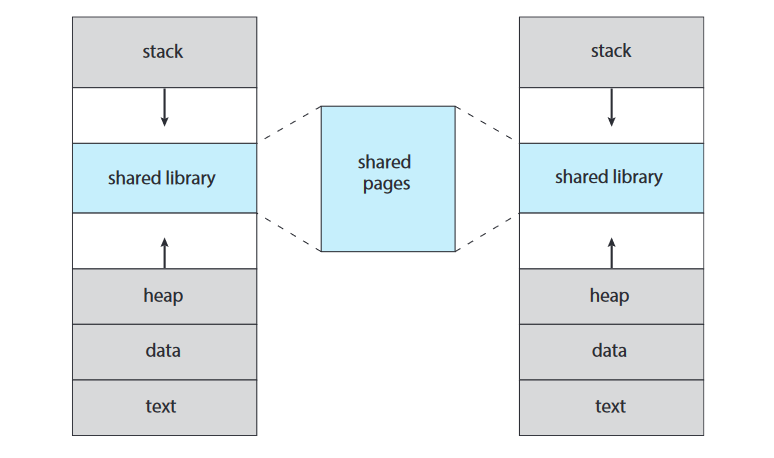 stack
shared library
heap
data
text
shared
pages
stack
shared library
heap
data
text